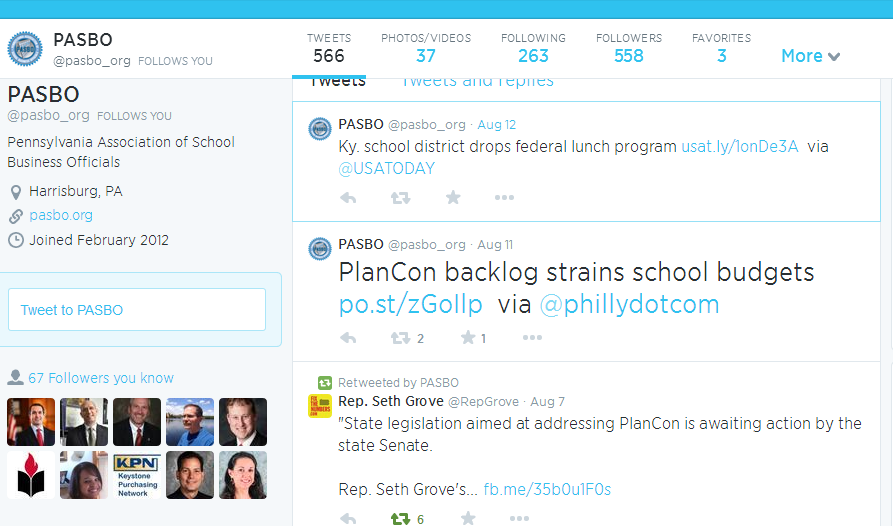 PASBO
@pasbo_org FOLLOWS YOU
TWEETS
566
PHOTOS/VIDEOS
37
FOLLOWING
263
FOLLOWERS
558
FAVORITES
3
More
PASBO
@pasbo_org FOLLOWS YOU
Pennsylvania Association of School
Business Officials
Harrisburg, PA
pasbo.org
Joined February 2012
Tweet to PASBO
67 Followers you know
KPN
Keystone
Purchasing
Network
Tweets Tweets and replies
PASBO @pasbo_org · Aug 12
Ky. school district drops federal lunch program usat.ly/1onDe3A via
@USATODAY
PASBO @pasbo_org · Aug 11
PlanCon backlog strains school budgets
po.st/zGoIlp via @phillydotcom
2 1
Retweeted by PASBO
Rep. Seth Grove @RepGrove · Aug 7
"State legislation aimed at addressing PlanCon is awaiting action by the
state Senate.
Rep. Seth Grove's... fb.me/35b0u1F0s
6